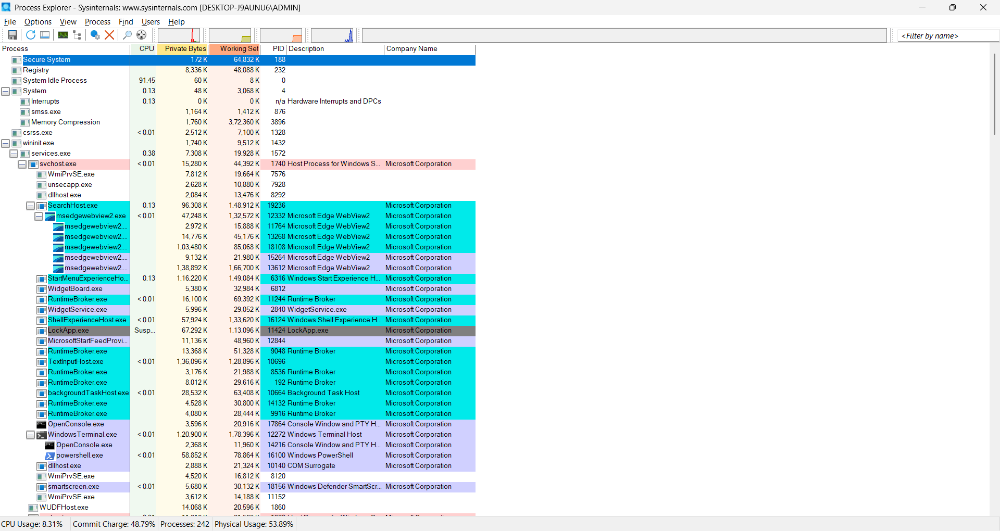 Process Explorer - Sysinternals: www.sysinternals.com [DESKTOP-J9AUNU6\ADMIN]
File Options View Process Find Users Help
<Filter by name>
Process CPU Private Bytes Working Set PID Description Company Name
Secure System 172 K 64,832 K 188
Registry 8,336 K 48,088 K 232
System Idle Process 91.45 60 K 8 K 0
System 0.13 48 K 3,068 K 4
Interrupts 0.13 0 K 0 K n/a Hardware Interrupts and DPCs
smss.exe 1,164 K 1,412 K 876
Memory Compression 1,760 K 3,72,360 K 3896
csrss.exe < 0.01 2,512 K 7,100 K 1328
wininit.exe 1,740 K 9,512 K 1432
services.exe 0.38 7,308 K 19,928 K 1572
svchost.exe < 0.01 15,280 K 44,392 K 1740 Host Process for Windows S... Microsoft Corporation
WmiPrvSE.exe 7,812 K 19,664 K 7576
unsecapp.exe 2,628 K 10,880 K 7928
dllhost.exe 2,084 K 13,476 K 8292
SearchHost.exe 0.13 96,308 K 1,48,912 K 19236 Microsoft Corporation
msedgewebview2.exe < 0.01 47,248 K 1,32,572 K 12332 Microsoft Edge WebView2 Microsoft Corporation
msedgewebview2.... 2,972 K 15,888 K 11764 Microsoft Edge WebView2 Microsoft Corporation
msedgewebview2.... 14,776 K 45,176 K 13268 Microsoft Edge WebView2 Microsoft Corporation
msedgewebview2.... 1,03,480 K 85,068 K 18108 Microsoft Edge WebView2 Microsoft Corporation
msedgewebview2.... 9,132 K 21,980 K 15264 Microsoft Edge WebView2 Microsoft Corporation
msedgewebview2.... 1,38,892 K 1,66,700 K 13612 Microsoft Edge WebView2 Microsoft Corporation
StartMenuExperienceHo... 0.13 1,16,220 K 1,49,084 K 6316 Windows Start Experience H... Microsoft Corporation
WidgetBoard.exe 5,380 K 32,984 K 6812 Microsoft Corporation
RuntimeBroker.exe < 0.01 16,100 K 69,392 K 11244 Runtime Broker Microsoft Corporation
WidgetService.exe 5,996 K 29,052 K 2840 WidgetService.exe Microsoft Corporation
ShellExperienceHost.exe < 0.01 57,924 K 1,33,620 K 16124 Windows Shell Experience H... Microsoft Corporation
LockApp.exe Susp... 67,292 K 1,13,096 K 11424 LockApp.exe Microsoft Corporation
MicrosoftStartFeedProvi... 11,136 K 48,960 K 12844 Microsoft Corporation
RuntimeBroker.exe 13,368 K 51,328 K 9048 Runtime Broker Microsoft Corporation
TextInputHost.exe < 0.01 1,36,096 K 1,28,896 K 10696 Microsoft Corporation
RuntimeBroker.exe 3,176 K 21,988 K 8536 Runtime Broker Microsoft Corporation
RuntimeBroker.exe 8,012 K 29,616 K 192 Runtime Broker Microsoft Corporation
backgroundTaskHost.exe < 0.01 28,532 K 63,408 K 10664 Background Task Host Microsoft Corporation
RuntimeBroker.exe 4,528 K 30,800 K 14132 Runtime Broker Microsoft Corporation
RuntimeBroker.exe 4,080 K 28,444 K 9916 Runtime Broker Microsoft Corporation
OpenConsole.exe 3,596 K 20,916 K 17864 Console Window and PTY H... Microsoft Corporation
WindowsTerminal.exe < 0.01 1,20,900 K 1,78,396 K 12272 Windows Terminal Host Microsoft Corporation
OpenConsole.exe 2,368 K 11,960 K 14216 Console Window and PTY H... Microsoft Corporation
powershell.exe < 0.01 58,852 K 78,864 K 16100 Windows PowerShell Microsoft Corporation
dllhost.exe 2,888 K 21,324 K 10140 COM Surrogate Microsoft Corporation
WmiPrvSE.exe 4,520 K 16,812 K 8120
smartscreen.exe < 0.01 5,680 K 30,132 K 18156 Windows Defender SmartScr... Microsoft Corporation
WmiPrvSE.exe 3,612 K 14,188 K 11152
WUDFHost.exe 14,068 K 20,596 K 1860
CPU Usage: 8.31% Commit Charge: 48.79% Processes: 242 Physical Usage: 53.89%